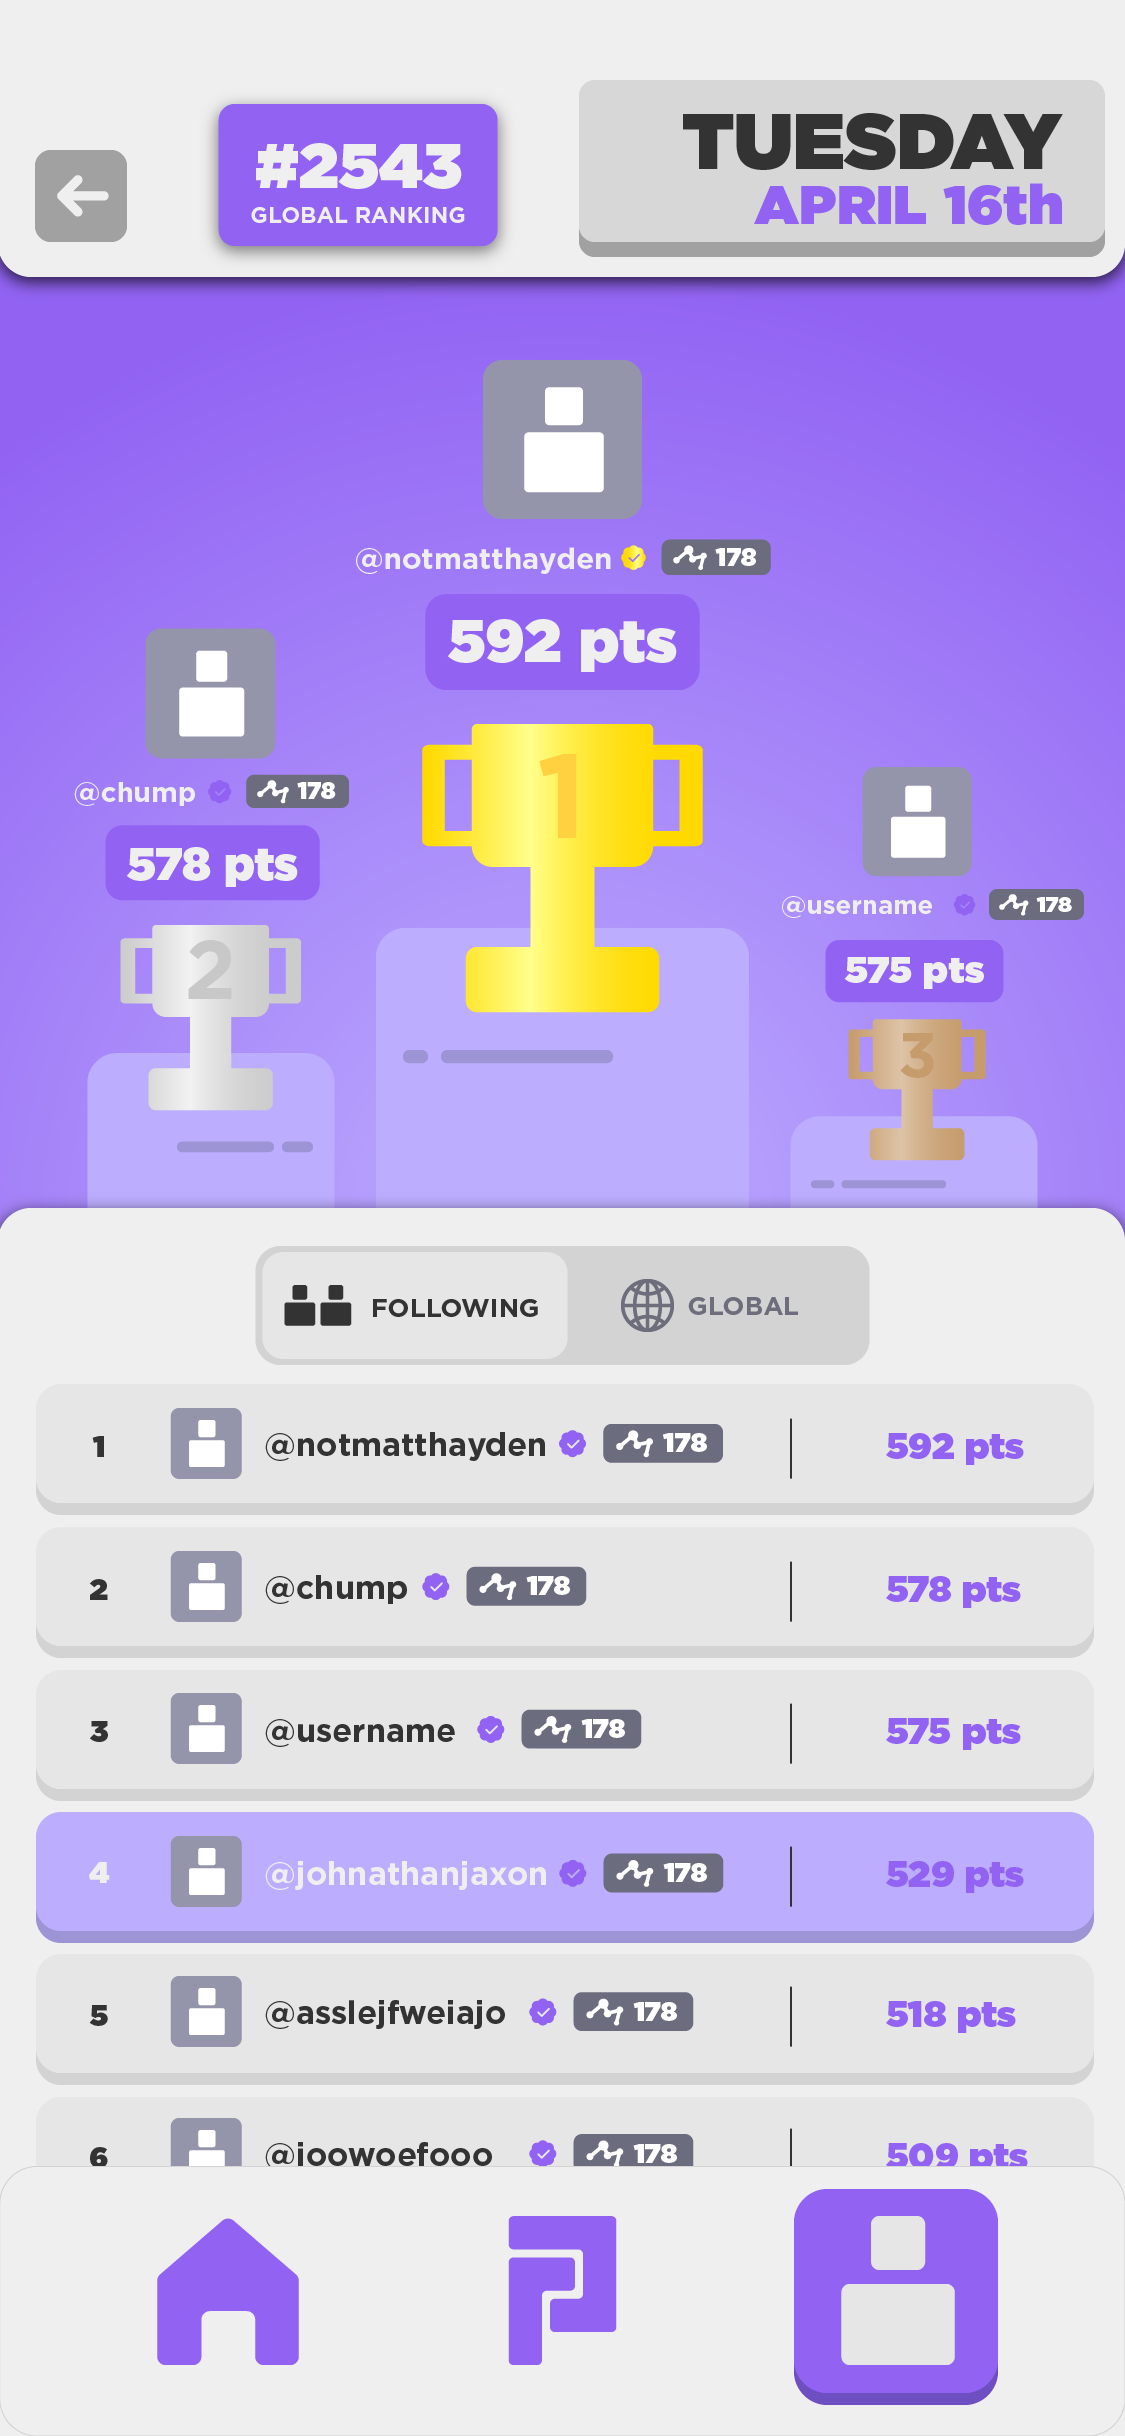 #2543
GLOBAL RANKING
TUESDAY
APRIL 16th
@notmatthayden 178
592 pts
@chump 178
578 pts
1
2
@username 178
575 pts
3
FOLLOWING
GLOBAL
1 @notmatthayden 178 592 pts
2 @chump 178 578 pts
3 @username 178 575 pts
4 @johnathanjaxon 178 529 pts
5 @asslejfweiajo 178 518 pts
6 @joowoefooo 178 509 pts